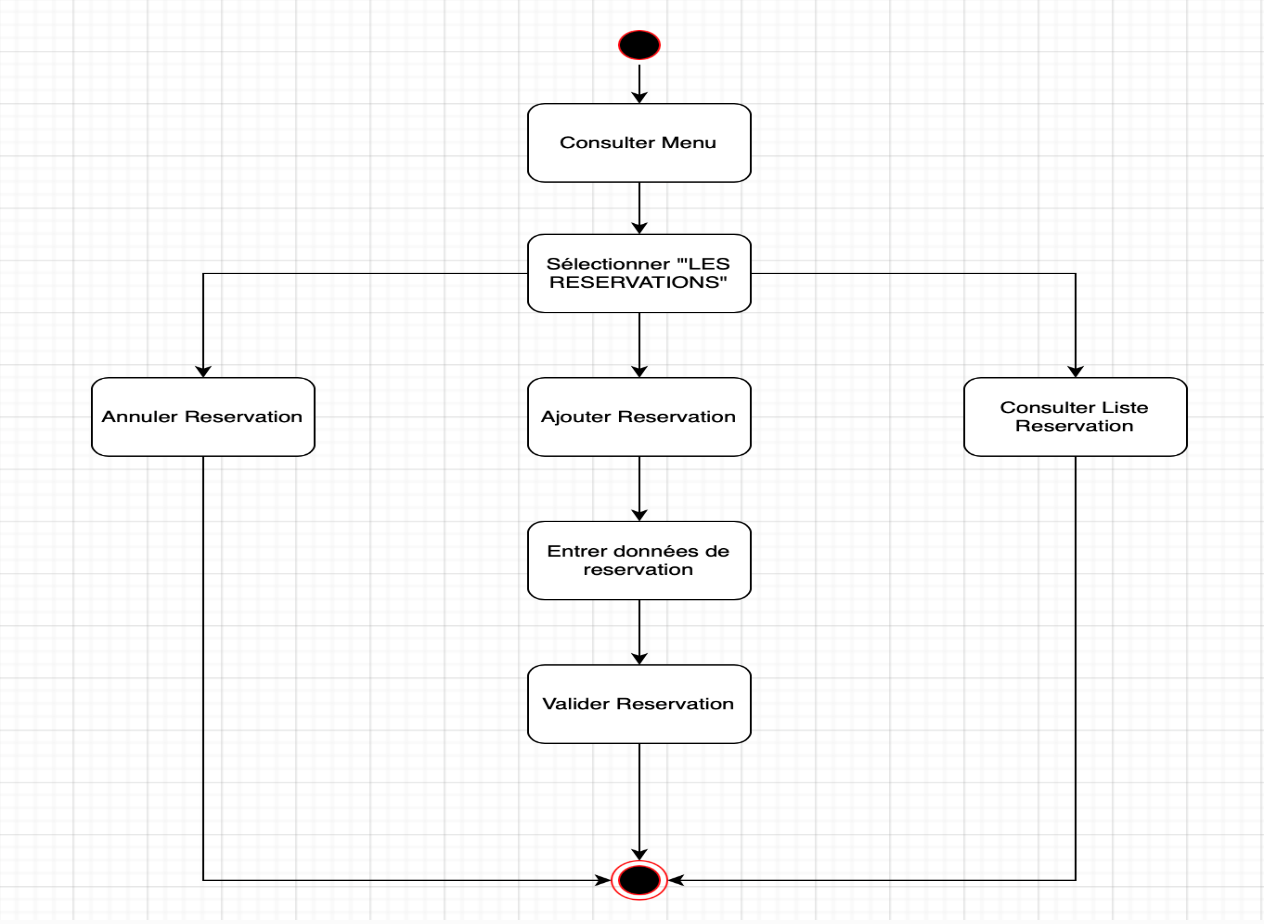 Consulter Menu
Sélectionner "'LES
RESERVATIONS"
Annuler Reservation
Ajouter Reservation
Consulter Liste
Reservation
Entrer données de
reservation
Valider Reservation